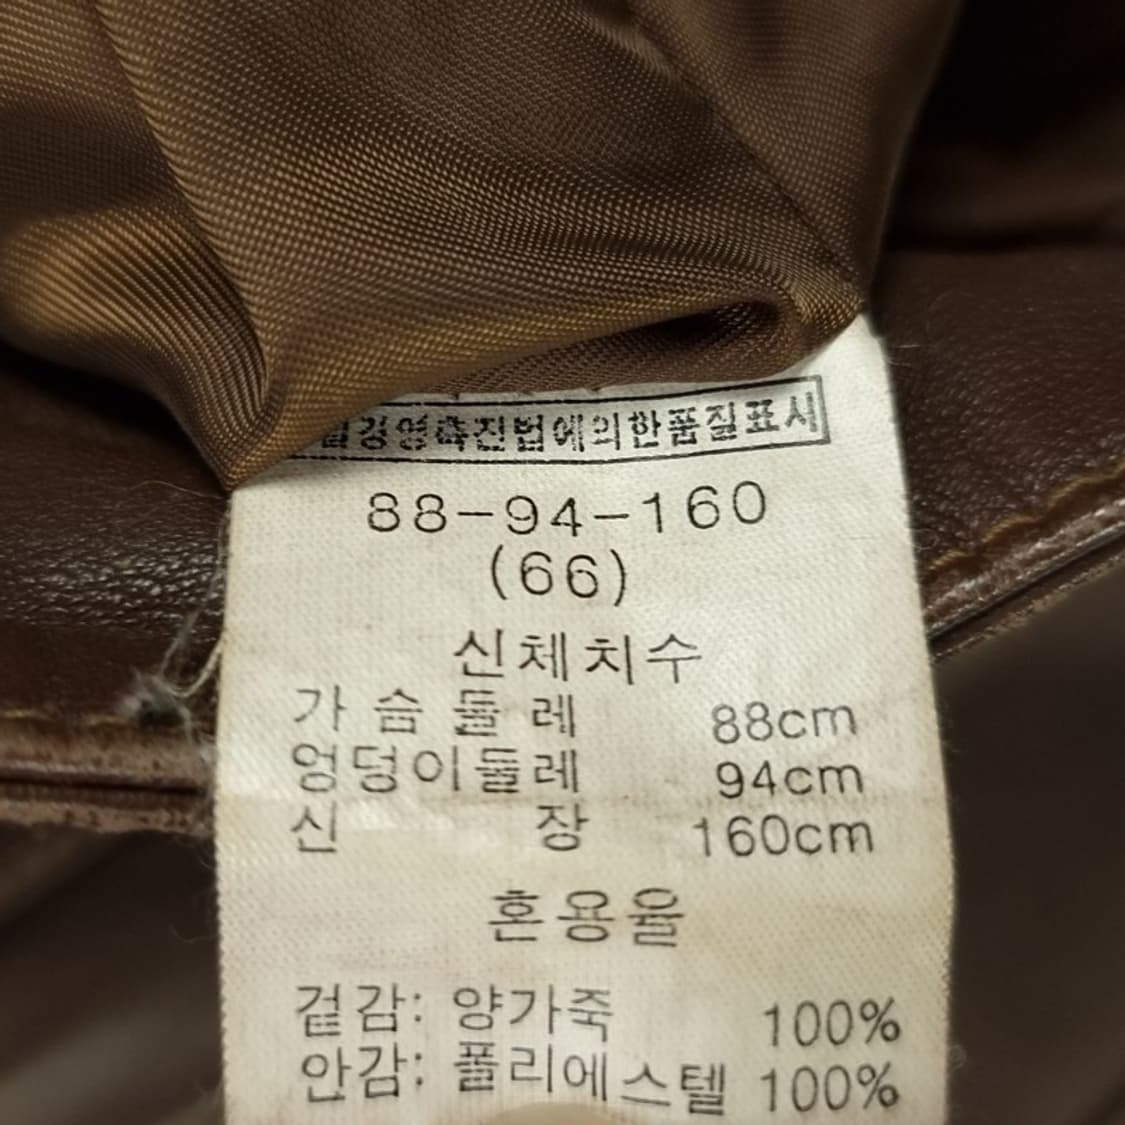 질경영촉진법에의한품질표시
88-94-160
(66)
신체치수
가슴둘레 88cm
엉덩이둘레 94cm
신장 160cm
혼용율
겉감: 양가죽 100%
안감: 폴리에스텔 100%